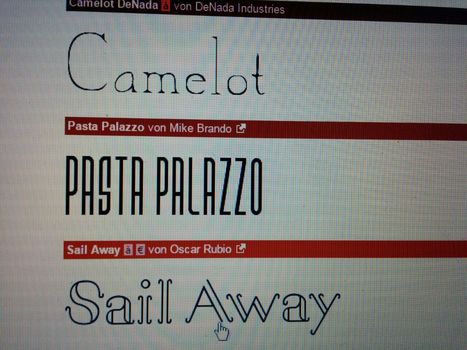 Camelot DeNada à von DeNada Industries
Camelot
Pasta Palazzo von Mike Brando
PASTA PALAZZO
Sail Away à € von Oscar Rubio
Sail Away